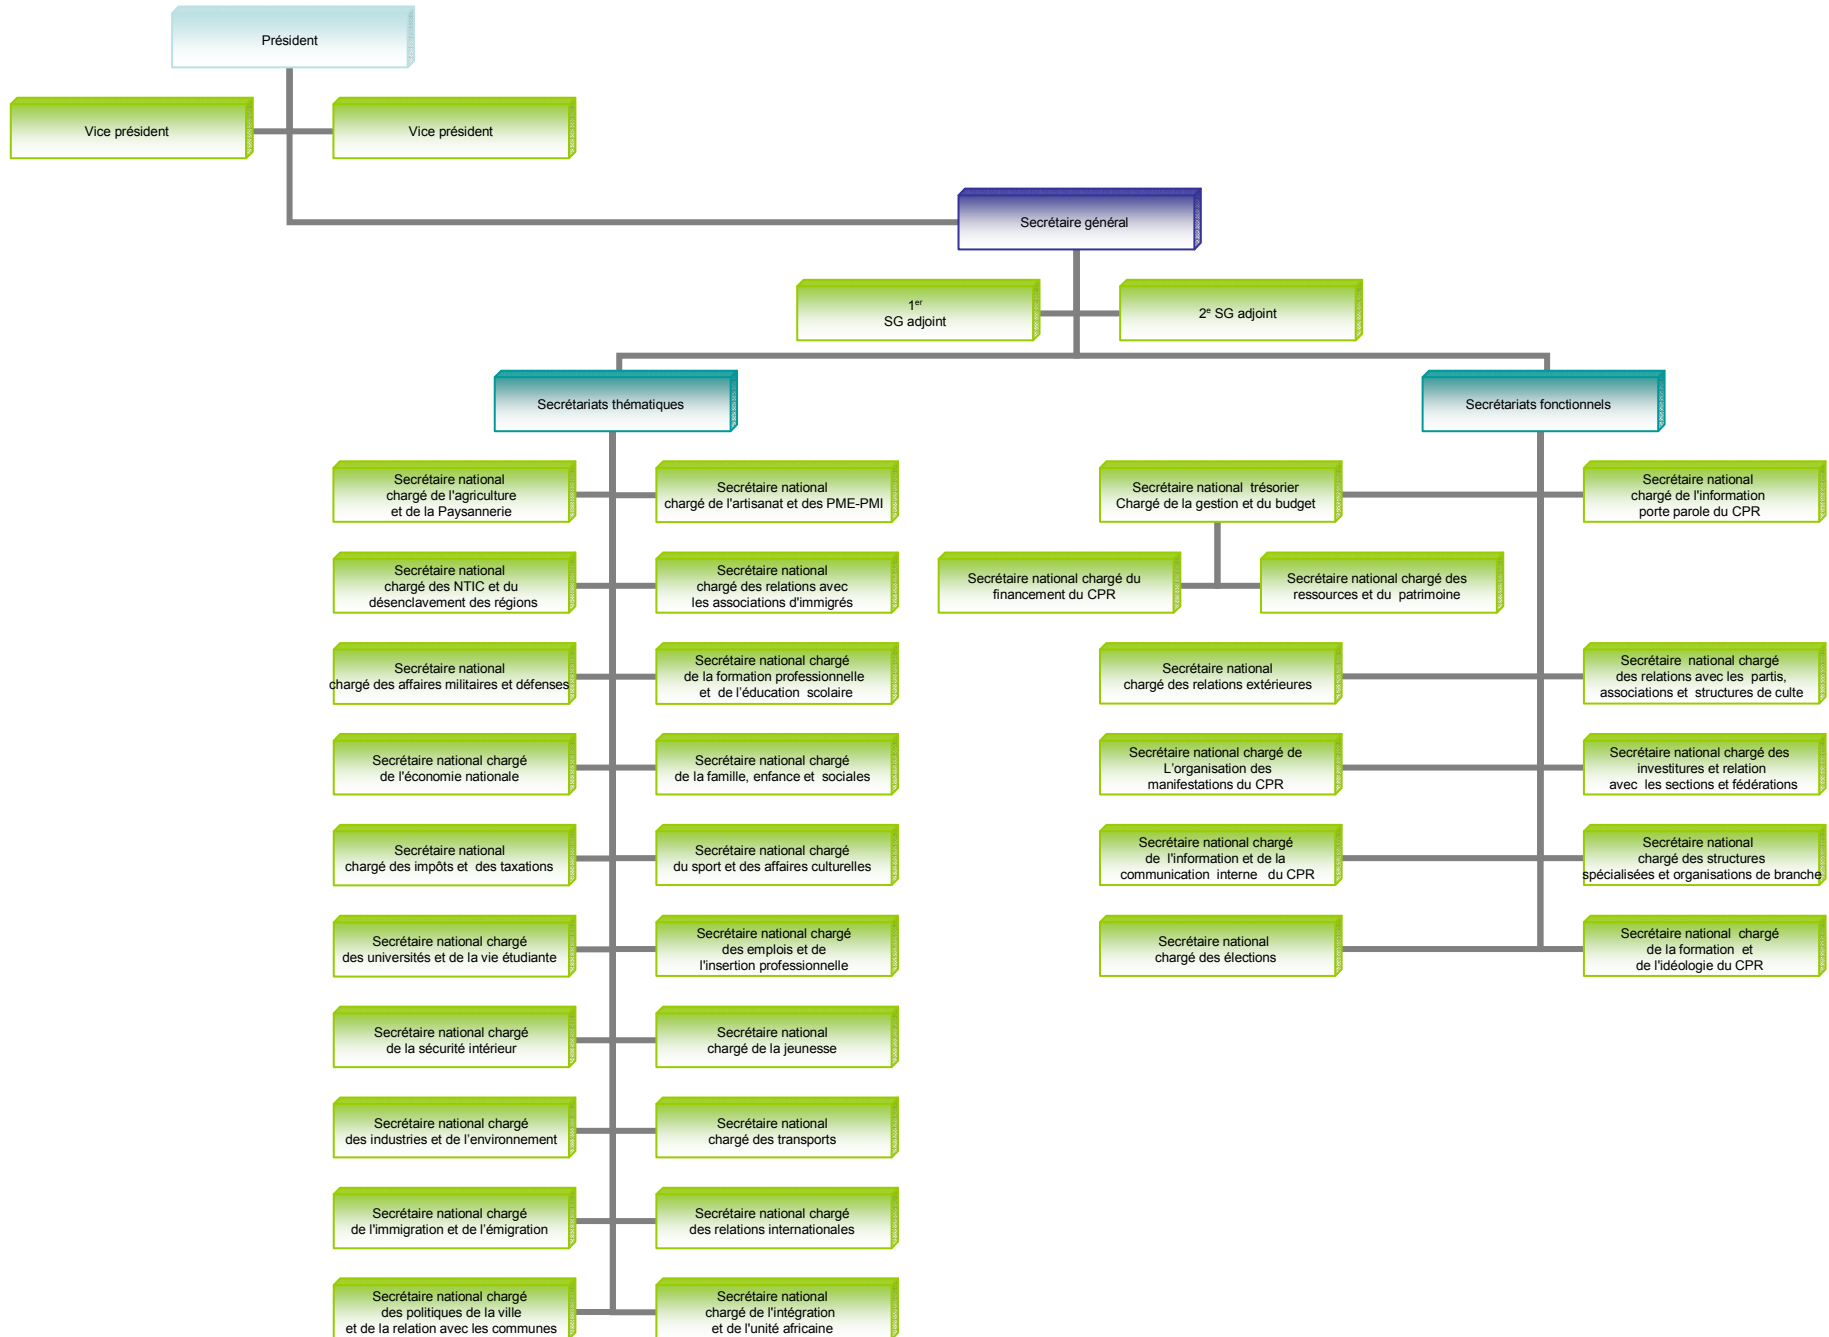 Président
Vice président
Vice président
Secrétaire général
1er
SG adjoint
2e SG adjoint
Secrétariats thématiques
Secrétariats fonctionnels
Secrétaire national
chargé de l'agriculture
et de la Paysannerie
Secrétaire national
chargé de l'artisanat et des PME-PMI
Secrétaire national trésorier
Chargé de la gestion et du budget
Secrétaire national
chargé de l'information
porte parole du CPR
Secrétaire national
chargé des NTIC et du
désenclavement des régions
Secrétaire national
chargé des relations avec
les associations d'immigrés
Secrétaire national chargé du
financement du CPR
Secrétaire national chargé des
ressources et du patrimoine
Secrétaire national
chargé des affaires militaires et défenses
Secrétaire national chargé
de la formation professionnelle
et de l'éducation scolaire
Secrétaire national
chargé des relations extérieures
Secrétaire national chargé
des relations avec les partis,
associations et structures de culte
Secrétaire national chargé
de l'économie nationale
Secrétaire national chargé
de la famille, enfance et sociales
Secrétaire national chargé de
L'organisation des
manifestations du CPR
Secrétaire national chargé des
investitures et relation
avec les sections et fédérations
Secrétaire national
chargé des impôts et des taxations
Secrétaire national chargé
du sport et des affaires culturelles
Secrétaire national chargé
de l'information et de la
communication interne du CPR
Secrétaire national
chargé des structures
spécialisées et organisations de branche
Secrétaire national chargé
des universités et de la vie étudiante
Secrétaire national chargé
des emplois et de
l'insertion professionnelle
Secrétaire national
chargé des élections
Secrétaire national chargé
de la formation et
de l'idéologie du CPR
Secrétaire national chargé
de la sécurité intérieur
Secrétaire national
chargé de la jeunesse
Secrétaire national chargé
des industries et de l'environnement
Secrétaire national
chargé des transports
Secrétaire national chargé
de l'immigration et de l'émigration
Secrétaire national chargé
des relations internationales
Secrétaire national chargé
des politiques de la ville
et de la relation avec les communes
Secrétaire national
chargé de l'intégration
et de l'unité africaine